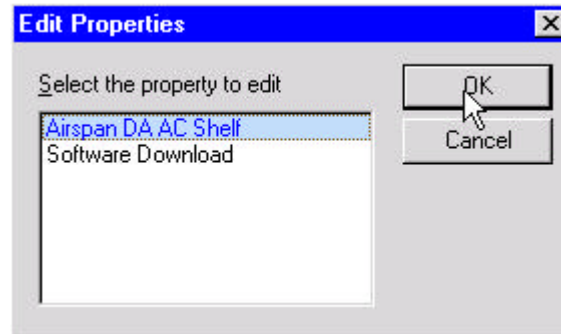 Edit Properties
Select the property to edit
OK
Airspan DA AC Shelf
Cancel
Software Download